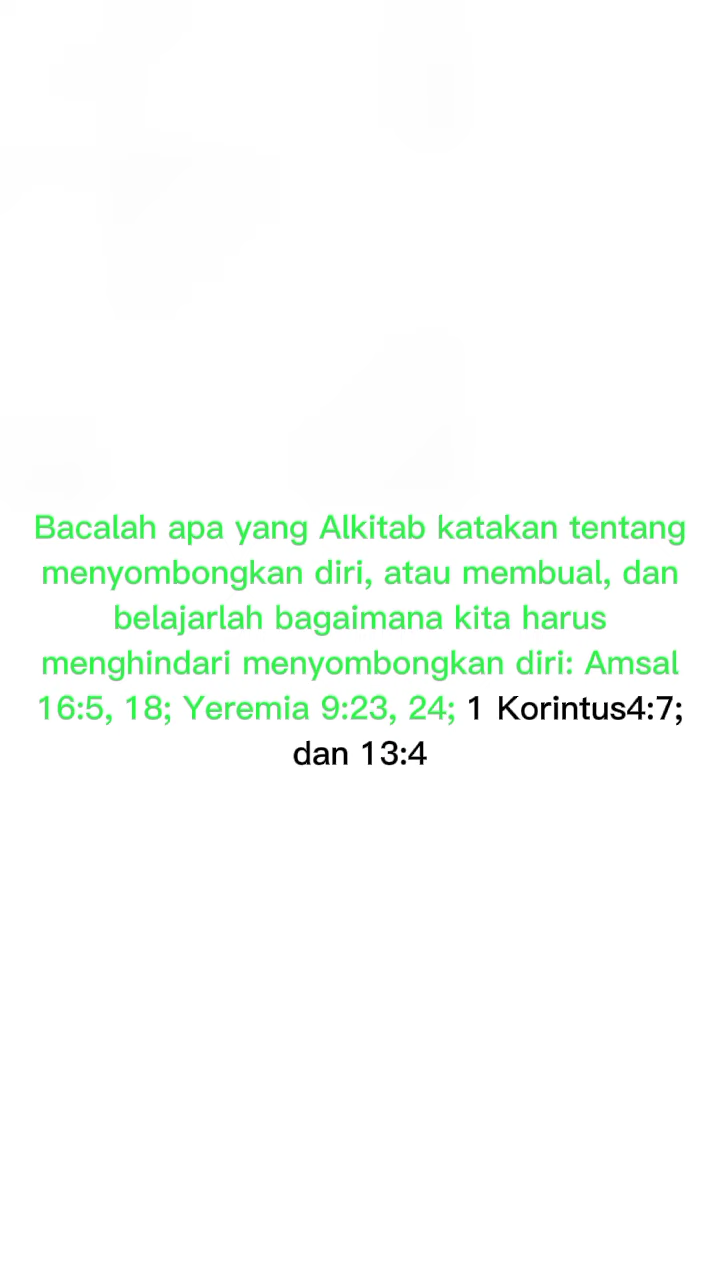 Bacalah apa yang Alkitab katakan tentang
menyombongkan diri, atau membual, dan
belajarlah bagaimana kita harus
menghindari menyombongkan diri: Amsal
16:5, 18; Yeremia 9:23, 24; 1 Korintus4:7;
dan 13:4